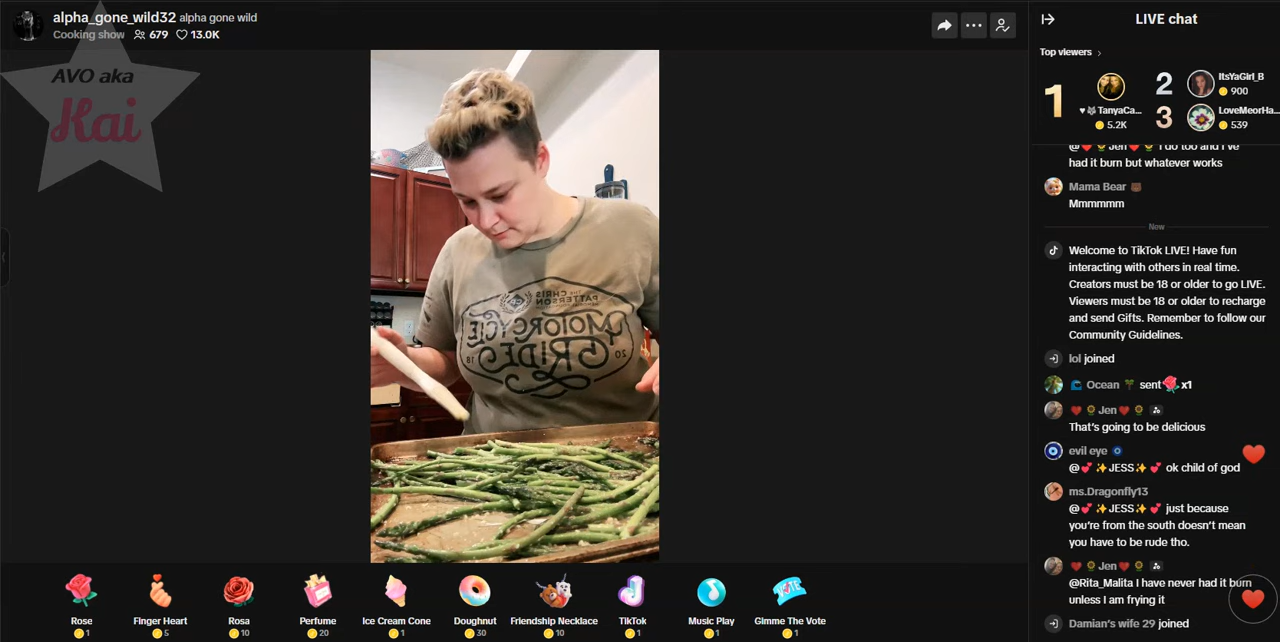 alpha_gone_wild32 alpha gone wild
Cooking show 679 13.0K
AVO aka
Kai
THE CHRIS
PATTERSON
MOTORCYCLE
RIDES
18 20
Rose
1
Finger Heart
5
Rosa
10
Perfume
20
Ice Cream Cone
1
Doughnut
30
Friendship Necklace
10
TikTok
1
Music Play
1
Gimme The Vote
1
LIVE chat
Top viewers >
1
♥🐺TanyaCa...
5.2K
2
ItsYaGirl_B
900
3
LoveMeorHa...
539
@❤️🌻Jen❤️🌻 I do too and I've
had it burn but whatever works
Mama Bear 🐻
Mmmmmm
New
Welcome to TikTok LIVE! Have fun
interacting with others in real time.
Creators must be 18 or older to go LIVE.
Viewers must be 18 or older to recharge
and send Gifts. Remember to follow our
Community Guidelines.
lol joined
🌊 Ocean 🌴 sent🌹x1
❤️🌻Jen❤️🌻
That's going to be delicious
evil eye 🧿
@💕✨JESS✨💕 ok child of god
ms.Dragonfly13
@💕✨JESS✨💕 just because
you're from the south doesn't mean
you have to be rude tho.
❤️🌻Jen❤️🌻
@Rita_Malita I have never had it burn
unless I am frying it
Damian's wife 29 joined